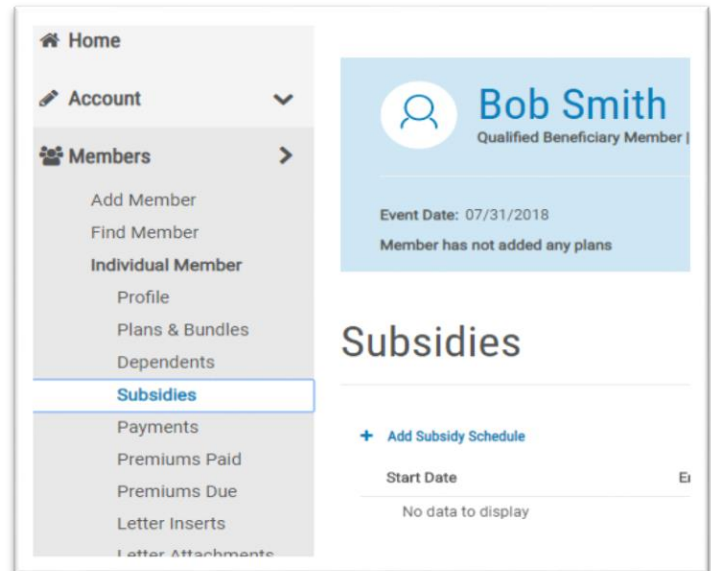 Home
Account
Members
Add Member
Find Member
Individual Member
Profile
Plans & Bundles
Dependents
Subsidies
Payments
Premiums Paid
Premiums Due
Letter Inserts
Letter Attachments
Bob Smith
Qualified Beneficiary Member |
Event Date: 07/31/2018
Member has not added any plans
Subsidies
+ Add Subsidy Schedule
Start Date
No data to display